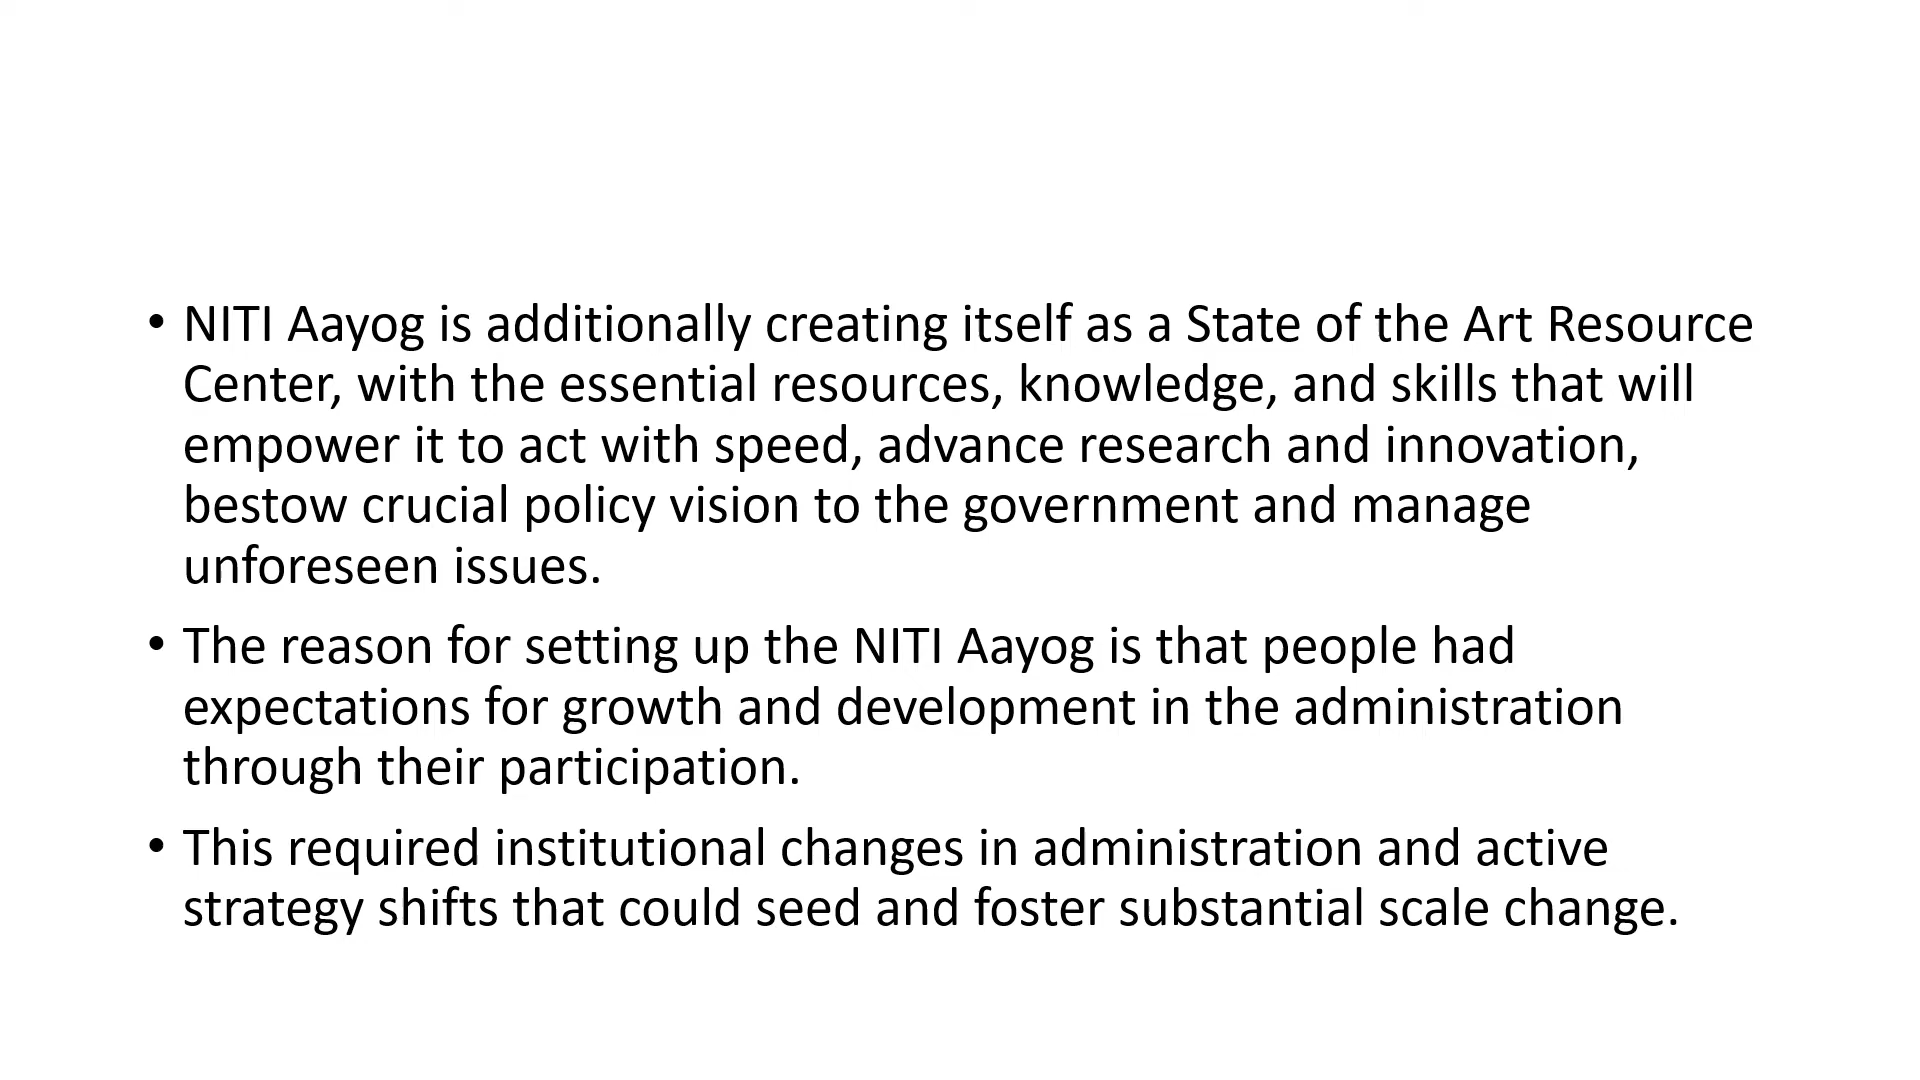 • NITI Aayog is additionally creating itself as a State of the Art Resource
Center, with the essential resources, knowledge, and skills that will
empower it to act with speed, advance research and innovation,
bestow crucial policy vision to the government and manage
unforeseen issues.
• The reason for setting up the NITI Aayog is that people had
expectations for growth and development in the administration
through their participation.
• This required institutional changes in administration and active
strategy shifts that could seed and foster substantial scale change.